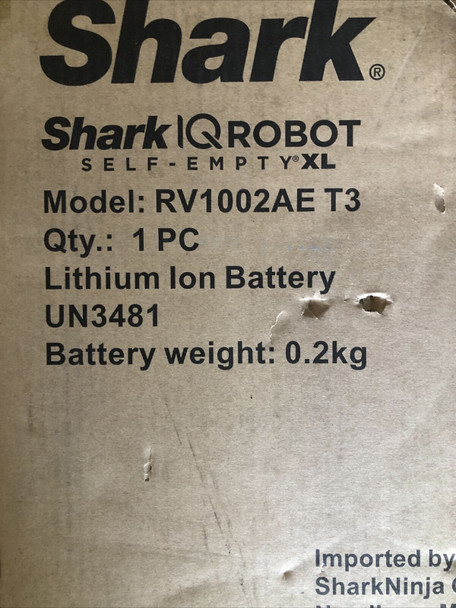 Shark®
Shark IQ ROBOT
SELF-EMPTY® XL
Model: RV1002AE T3
Qty.: 1 PC
Lithium Ion Battery
UN3481
Battery weight: 0.2kg
Imported by
SharkNinja